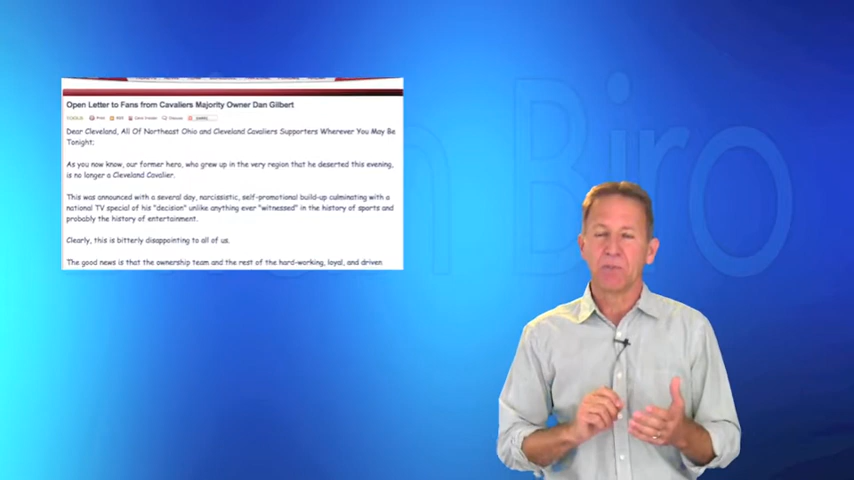 Open Letter to Fans from Cavaliers Majority Owner Dan Gilbert
Print RSS Discuss
Dear Cleveland, All Of Northeast Ohio and Cleveland Cavaliers Supporters Wherever You May Be
Tonight;
As you now know, our former hero, who grew up in the very region that he deserted this evening,
is no longer a Cleveland Cavalier.
This was announced with a several day, narcissistic, self-promotional build-up culminating with a
national TV special of his "decision" unlike anything ever "witnessed" in the history of sports and
probably the history of entertainment.
Clearly, this is bitterly disappointing to all of us.
The good news is that the ownership team and the rest of the hard-working, loyal, and driven
Biro